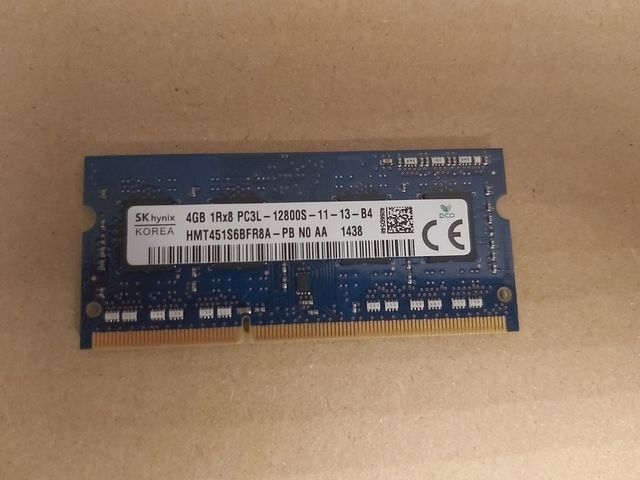 SK hynix
KOREA
4GB 1Rx8 PC3L-12800S-11-13-B4
HMT451S6BFR8A-PB N0 AA 1438
ECO
CE